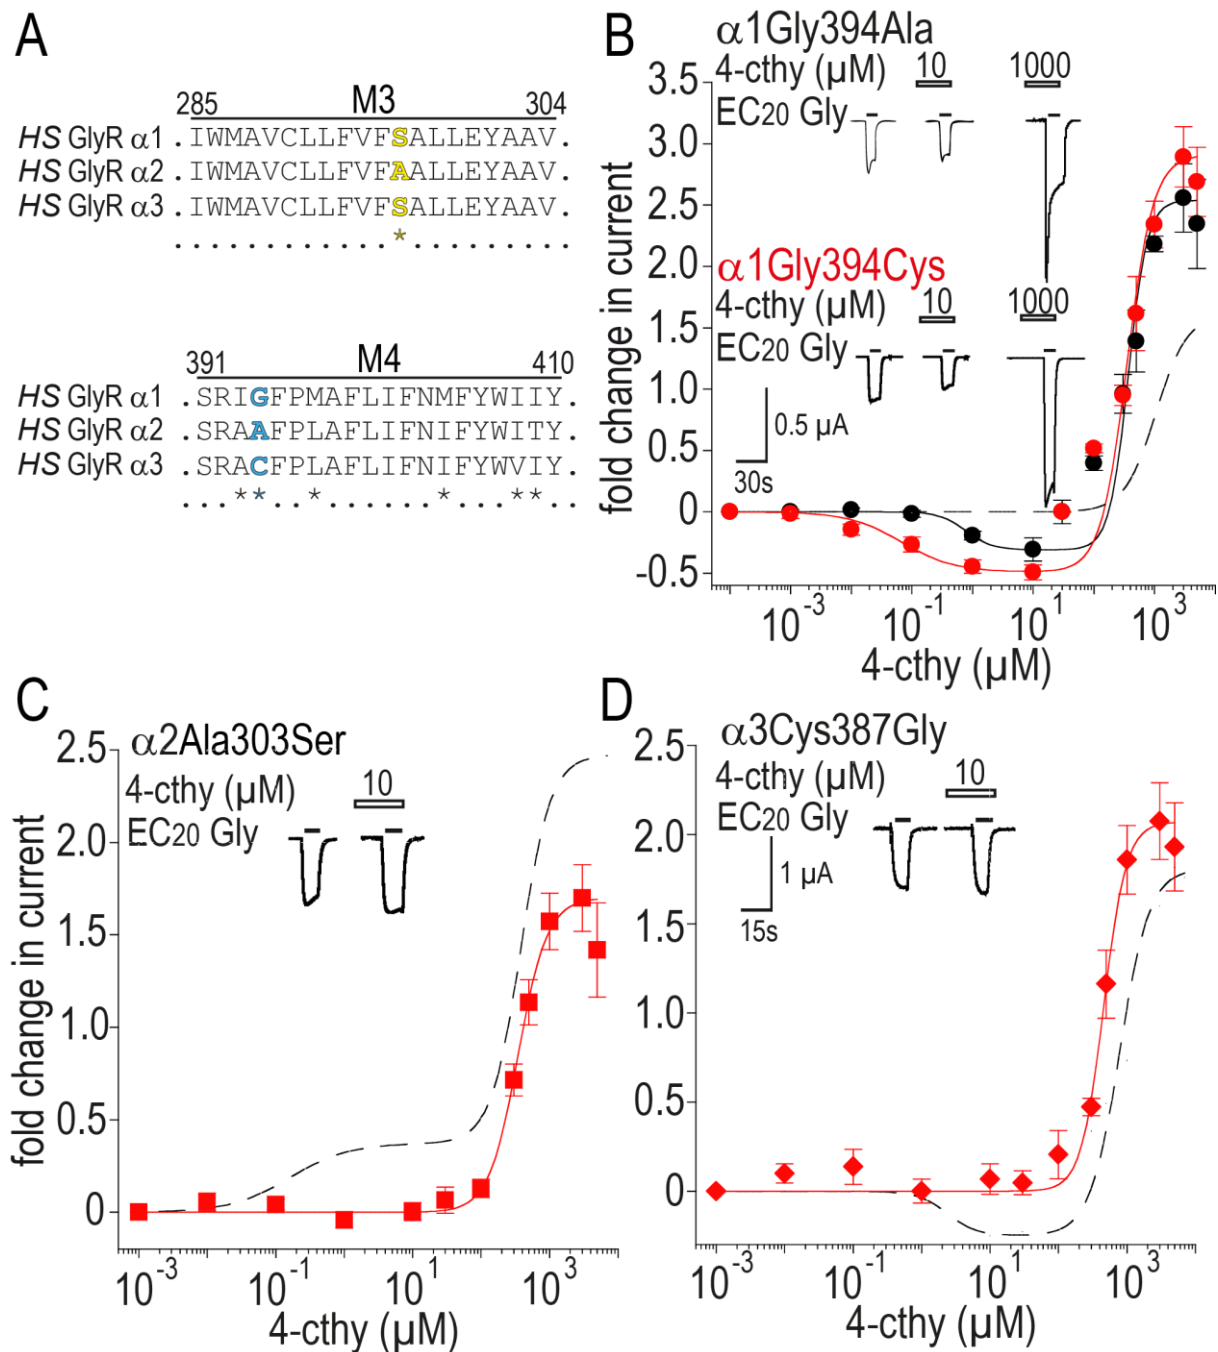 A
285 M3 304
HS GlyR α1 .IWMAVCLLFVFSALLEYAAV.
HS GlyR α2 .IWMAVCLLFVFAALLEYAAV.
HS GlyR α3 .IWMAVCLLFVFSALLEYAAV.
............*.........
391 M4 410
HS GlyR α1 .SRIGFPMAFLIFNMFYWIIY.
HS GlyR α2 .SRAAFPLAFLIFNIFYWITY.
HS GlyR α3 .SRACFPLAFLIFNIFYWVIY.
...**..*......*...**..
B
α1Gly394Ala
4-cthy (µM) 10 1000
EC20 Gly
α1Gly394Cys
4-cthy (µM) 10 1000
EC20 Gly
0.5 µA
30s
fold change in current
3.5
3.0
2.5
2.0
1.5
1.0
0.5
0
-0.5
10-3 10-1 101 103
4-cthy (µM)
C
α2Ala303Ser
4-cthy (µM) 10
EC20 Gly
fold change in current
2.5
2.0
1.5
1.0
0.5
0
10-3 10-1 101 103
4-cthy (µM)
D
α3Cys387Gly
4-cthy (µM) 10
EC20 Gly
1 µA
15s
2.5
2.0
1.5
1.0
0.5
0
10-3 10-1 101 103
4-cthy (µM)